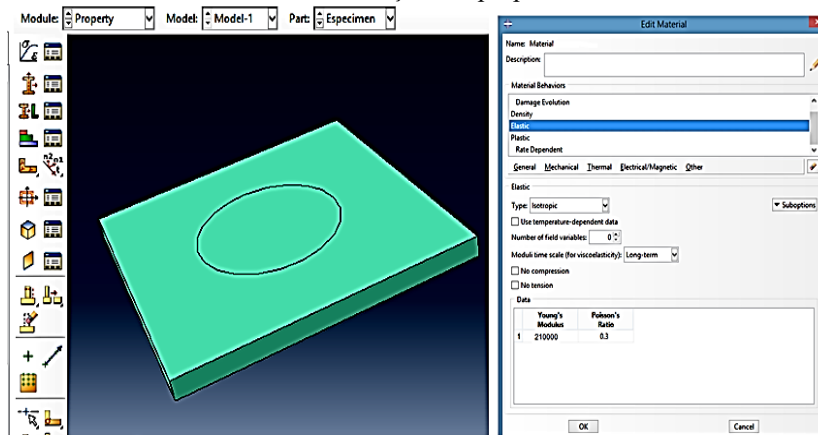 Module: Property Model: Model-1 Part: Especimen
Edit Material
Name: Material
Description:
Material Behaviors
Damage Evolution
Density
Elastic
Plastic
Rate Dependent
General Mechanical Thermal Electrical/Magnetic Other
Elastic
Type: Isotropic
Suboptions
Use temperature-dependent data
Number of field variables: 0
Moduli time scale (for viscoelasticity): Long-term
No compression
No tension
Data
Young's Modulus
Poisson's Ratio
1 210000 0.3
OK Cancel